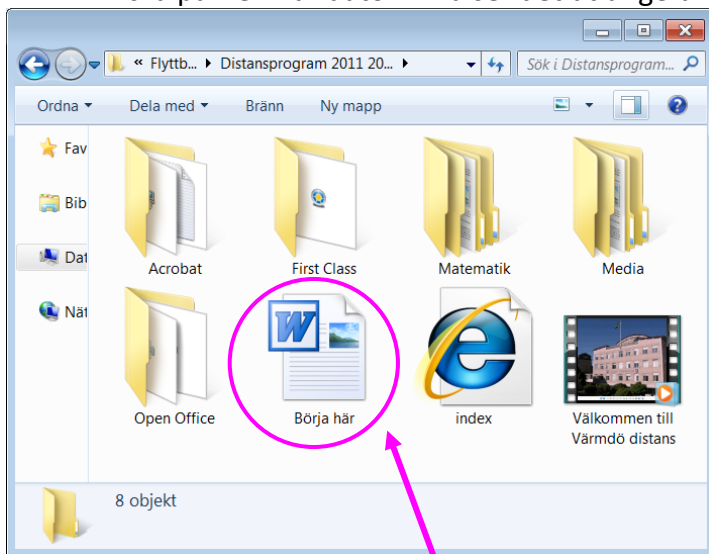 « Flyttb... Distansprogram 2011 20... Sök i Distansprogram...
Ordna Dela med Bränn Ny mapp
Fav
Bib
Dat
Nät
Acrobat First Class Matematik Media
W e
Open Office Börja här index Välkommen till
Värmdö distans
8 objekt